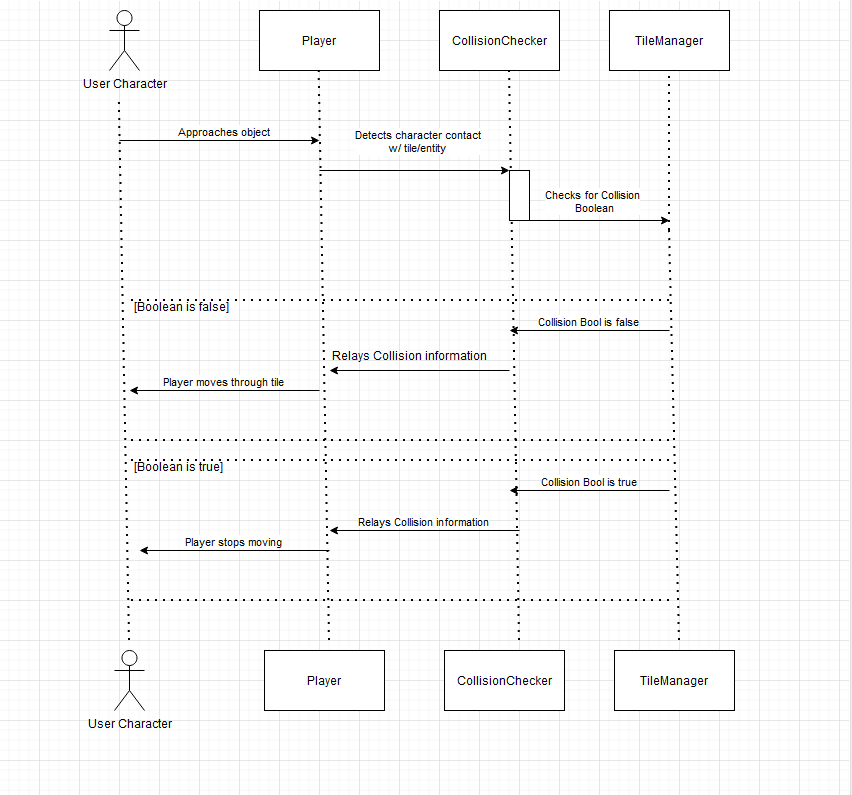 User Character
Player
CollisionChecker
TileManager
Approaches object
Detects character contact
w/ tile/entity
Checks for Collision
Boolean
[Boolean is false]
Collision Bool is false
Relays Collision information
Player moves through tile
[Boolean is true]
Collision Bool is true
Relays Collision information
Player stops moving
User Character
Player
CollisionChecker
TileManager